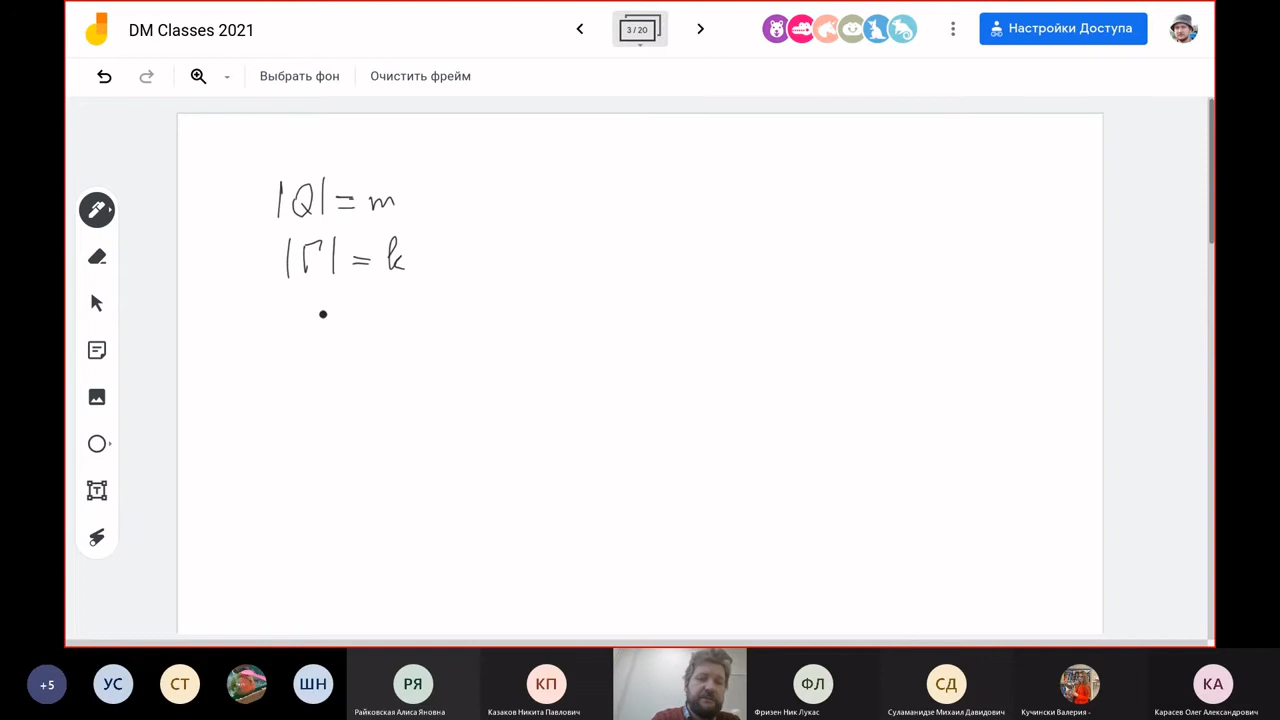 DM Classes 2021
3 / 20
Настройки Доступа
Выбрать фон
Очистить фрейм
|Q| = m
|Γ| = k
T
+5
УС
СТ
ШН
РЯ
КП
ФЛ
СД
КА
Райковская Алиса Яновна
Казаков Никита Павлович
Фризен Ник Лукас
Суламанидзе Михаил Давидович
Кучински Валерия -
Карасев Олег Александрович